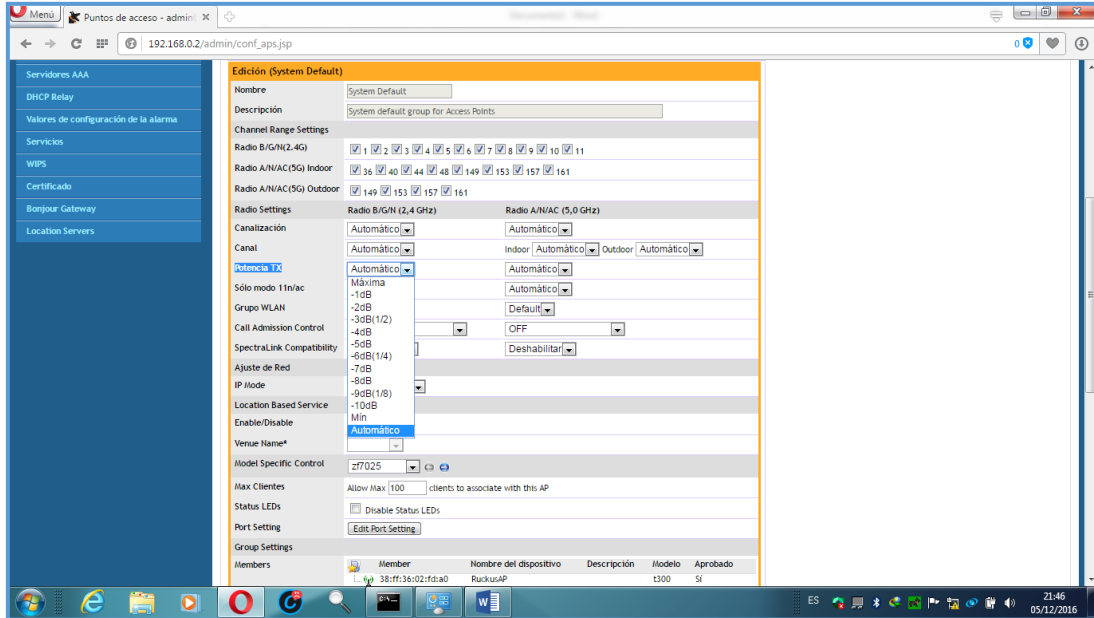 Menú Puntos de acceso - admini
192.168.0.2/admin/conf_aps.jsp 0
Servidores AAA
DHCP Relay
Valores de configuración de la alarma
Servicios
WIPS
Certificado
Bonjour Gateway
Location Servers
Edición (System Default)
Nombre System Default
Descripción System default group for Access Points
Channel Range Settings
Radio B/G/N(2.4G) 1 2 3 4 5 6 7 8 9 10 11
Radio A/N/AC(5G) Indoor 36 40 44 48 149 153 157 161
Radio A/N/AC(5G) Outdoor 149 153 157 161
Radio Settings Radio B/G/N (2,4 GHz) Radio A/N/AC (5,0 GHz)
Canalización Automático Automático
Canal Automático Indoor Automático Outdoor Automático
Potencia TX Automático Automático
Máxima
-1dB
-2dB
-3dB(1/2)
-4dB
-5dB
-6dB(1/4)
-7dB
-8dB
-9dB(1/8)
-10dB
Mín
Automático
Sólo modo 11n/ac Automático
Grupo WLAN Default
Call Admission Control OFF
SpectraLink Compatibility Deshabilitar
Ajuste de Red
IP Mode
Location Based Service
Enable/Disable
Venue Name*
Model Specific Control zf7025
Max Clientes Allow Max 100 clients to associate with this AP
Status LEDs Disable Status LEDs
Port Setting Edit Port Setting
Group Settings
Members Member Nombre del dispositivo Descripción Modelo Aprobado
38:ff:36:02:fd:a0 RuckusAP t300 Sí
ES 21:46
05/12/2016